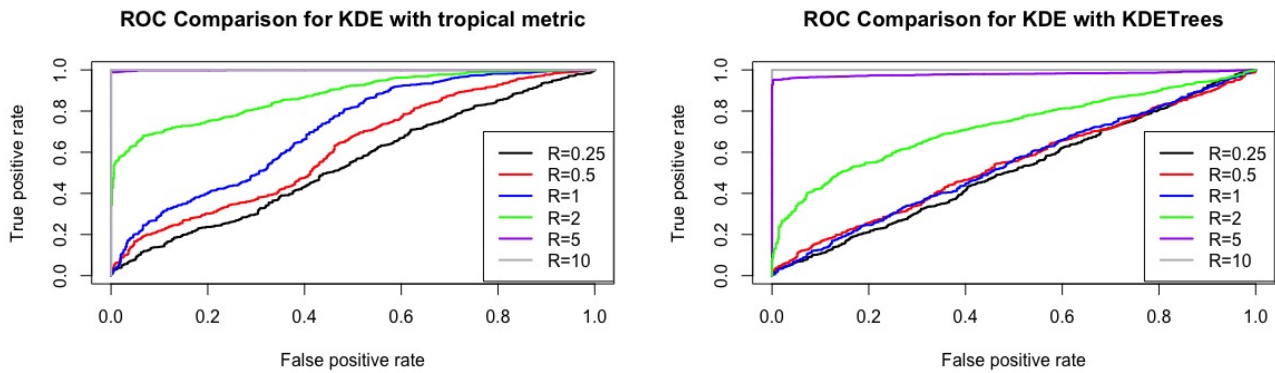 ROC Comparison for KDE with tropical metric
True positive rate
1.0
0.8
0.6
0.4
0.2
0.0
R=0.25
R=0.5
R=1
R=2
R=5
R=10
0.0 0.2 0.4 0.6 0.8 1.0
False positive rate
ROC Comparison for KDE with KDETrees
True positive rate
1.0
0.8
0.6
0.4
0.2
0.0
R=0.25
R=0.5
R=1
R=2
R=5
R=10
0.0 0.2 0.4 0.6 0.8 1.0
False positive rate